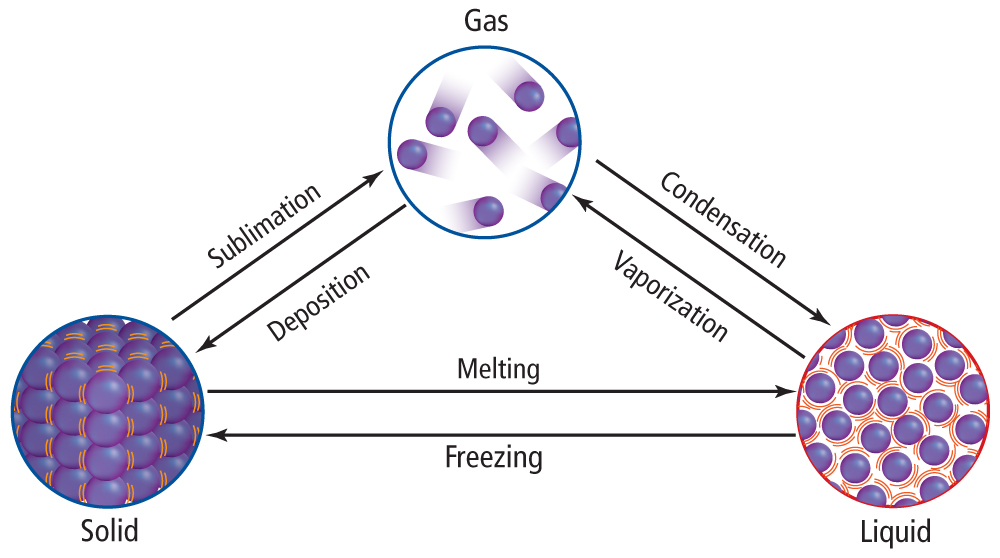 Gas
Sublimation
Deposition
Condensation
Vaporization
Melting
Freezing
Solid
Liquid